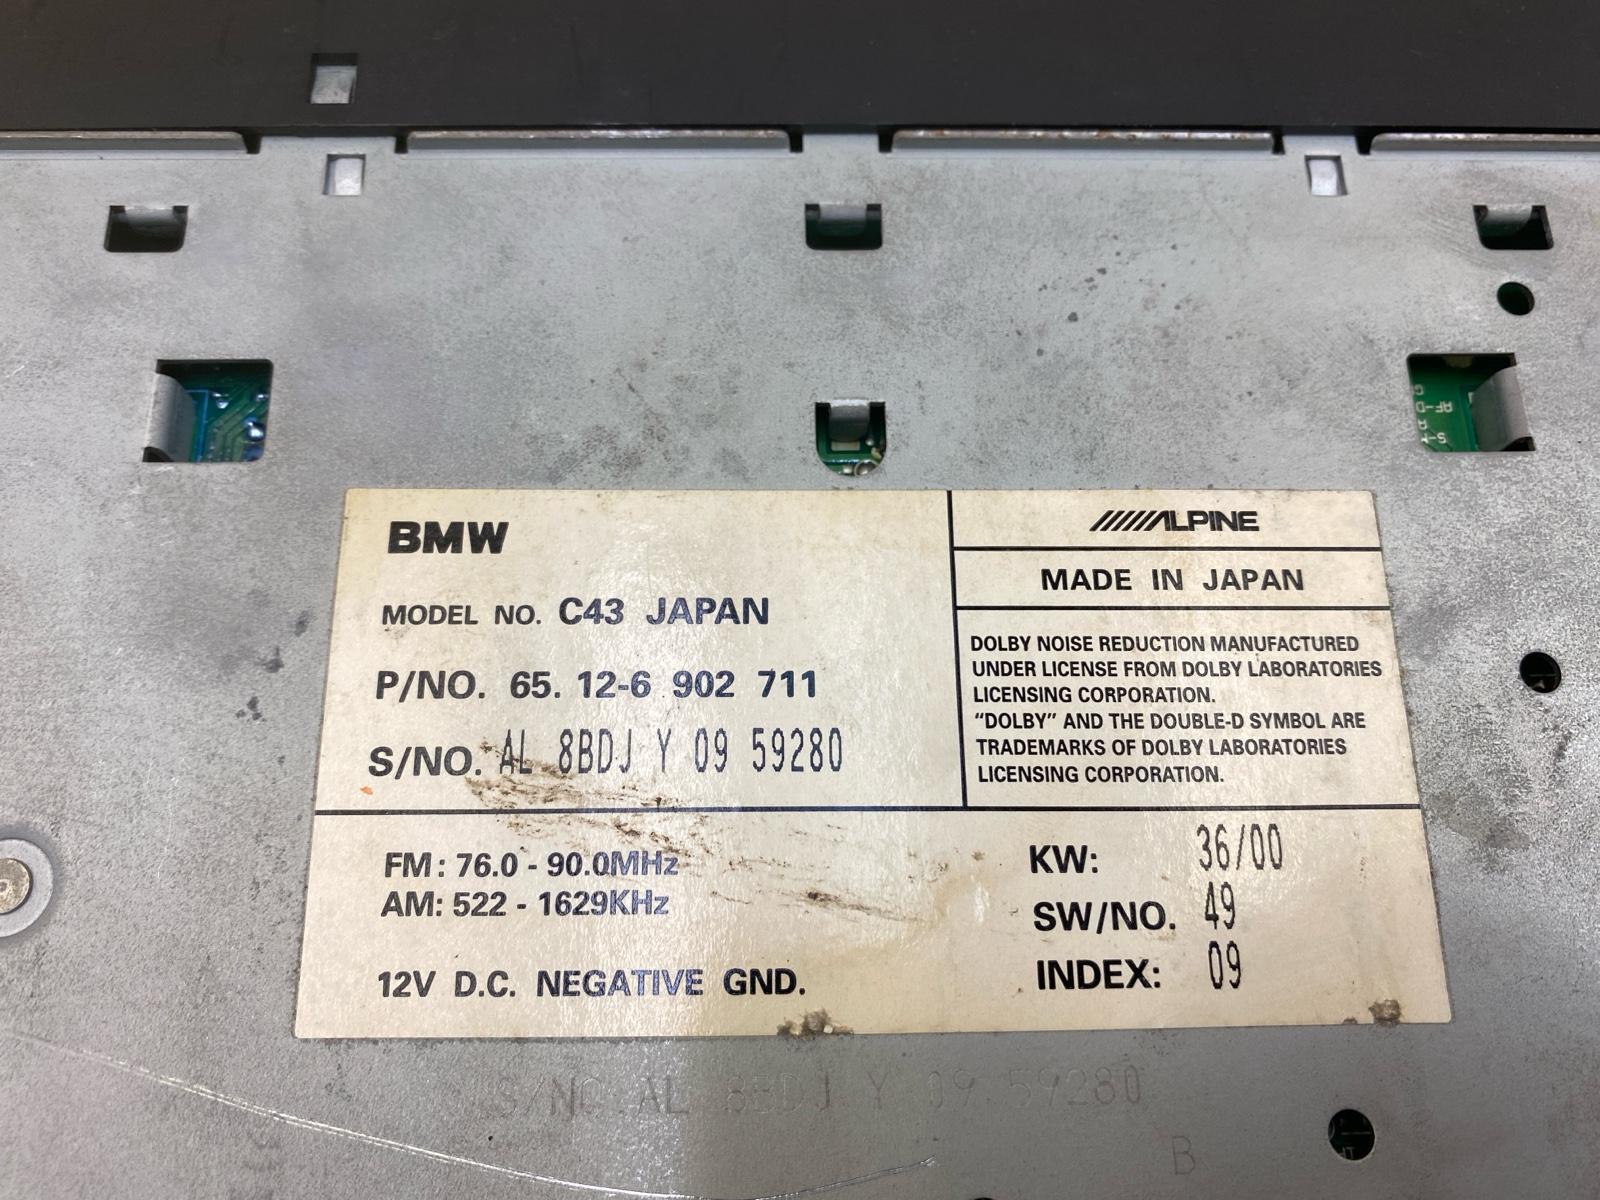 BMW
MODEL NO. C43 JAPAN
P/NO. 65. 12-6 902 711
S/NO. AL 8BDJ Y 09 59280
ALPINE
MADE IN JAPAN
DOLBY NOISE REDUCTION MANUFACTURED
UNDER LICENSE FROM DOLBY LABORATORIES
LICENSING CORPORATION.
“DOLBY” AND THE DOUBLE-D SYMBOL ARE
TRADEMARKS OF DOLBY LABORATORIES
LICENSING CORPORATION.
FM: 76.0 - 90.0MHz
AM: 522 - 1629KHz
12V D.C. NEGATIVE GND.
KW: 36/00
SW/NO. 49
INDEX: 09
S/NO. AL 8BDJ Y 09 59280
B